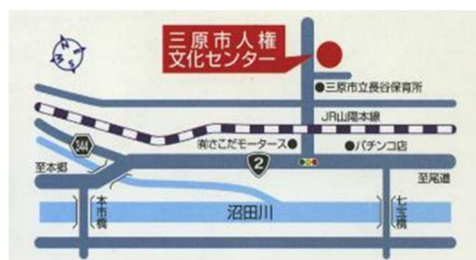 三原市人権
文化センター
●三原市立長谷保育所
JR山陽本線
㈲さこだモータース●
●パチンコ店
344
2
至本郷
至尾道
本市橋
沼田川
七宝橋